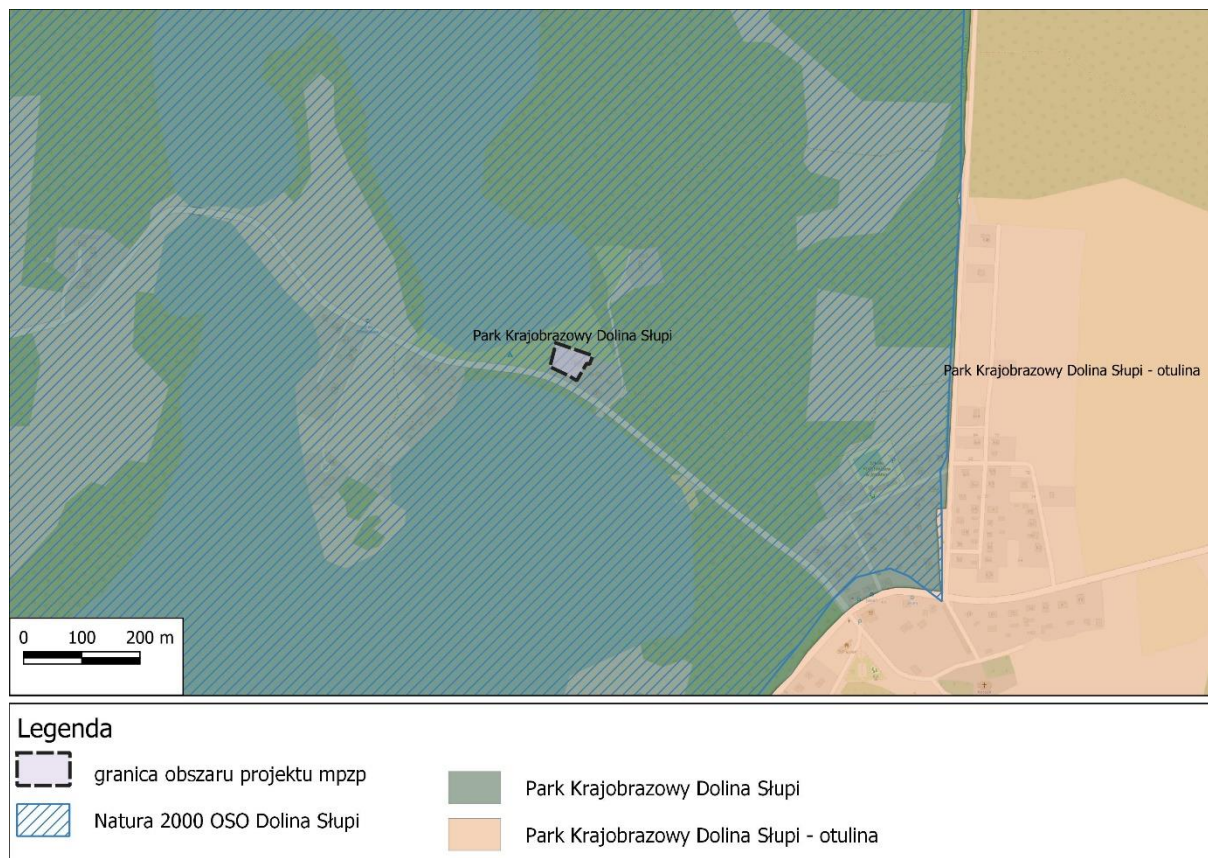 Park Krajobrazowy Dolina Słupi
Park Krajobrazowy Dolina Słupi - otulina
0 100 200 m
Legenda
granica obszaru projektu mpzp
Natura 2000 OSO Dolina Słupi
Park Krajobrazowy Dolina Słupi
Park Krajobrazowy Dolina Słupi - otulina